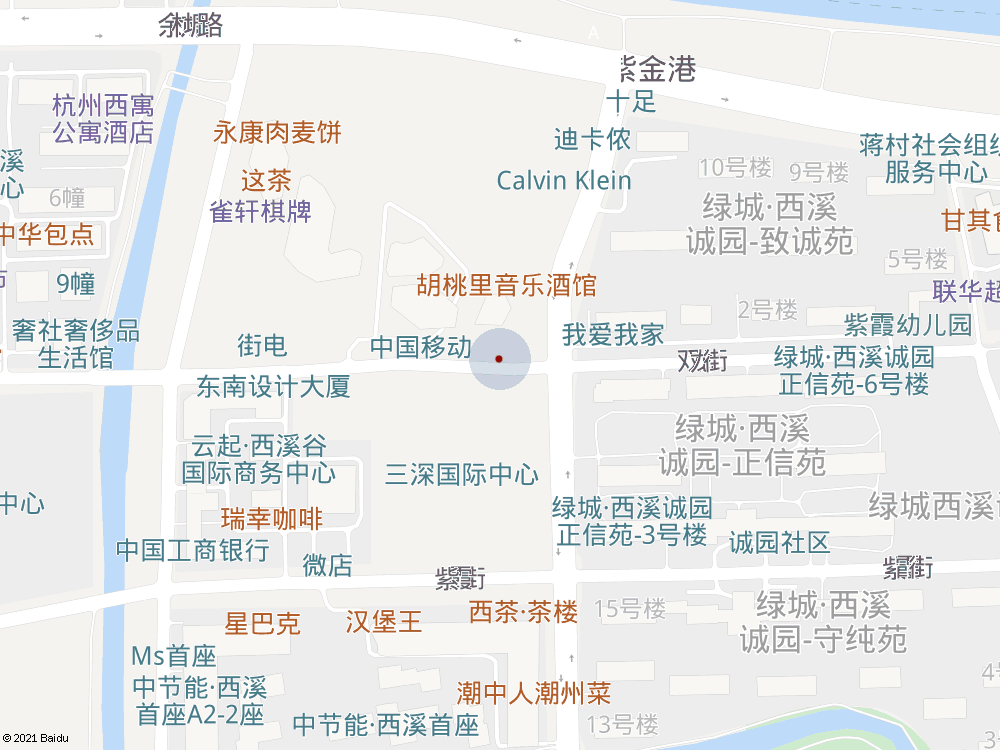 紫金港
十足
杭州西寓
公寓酒店
永康肉麦饼
迪卡侬
蒋村社会组织
服务中心
10号楼
9号楼
这茶
Calvin Klein
雀轩棋牌
6幢
绿城·西溪
诚园-致诚苑
中华包点
5号楼
9幢
胡桃里音乐酒馆
2号楼
奢社奢侈品
生活馆
街电
中国移动
我爱我家
紫霞幼儿园
绿城·西溪诚园
正信苑-6号楼
东南设计大厦
绿城·西溪
诚园-正信苑
云起·西溪谷
国际商务中心
三深国际中心
中心
绿城·西溪诚园
正信苑-3号楼
瑞幸咖啡
诚园社区
中国工商银行
微店
星巴克
汉堡王
西茶·茶楼
15号楼
绿城·西溪
诚园-守纯苑
Ms首座
中节能·西溪
首座A2-2座
潮中人潮州菜
中节能·西溪首座
13号楼
© 2021 Baidu